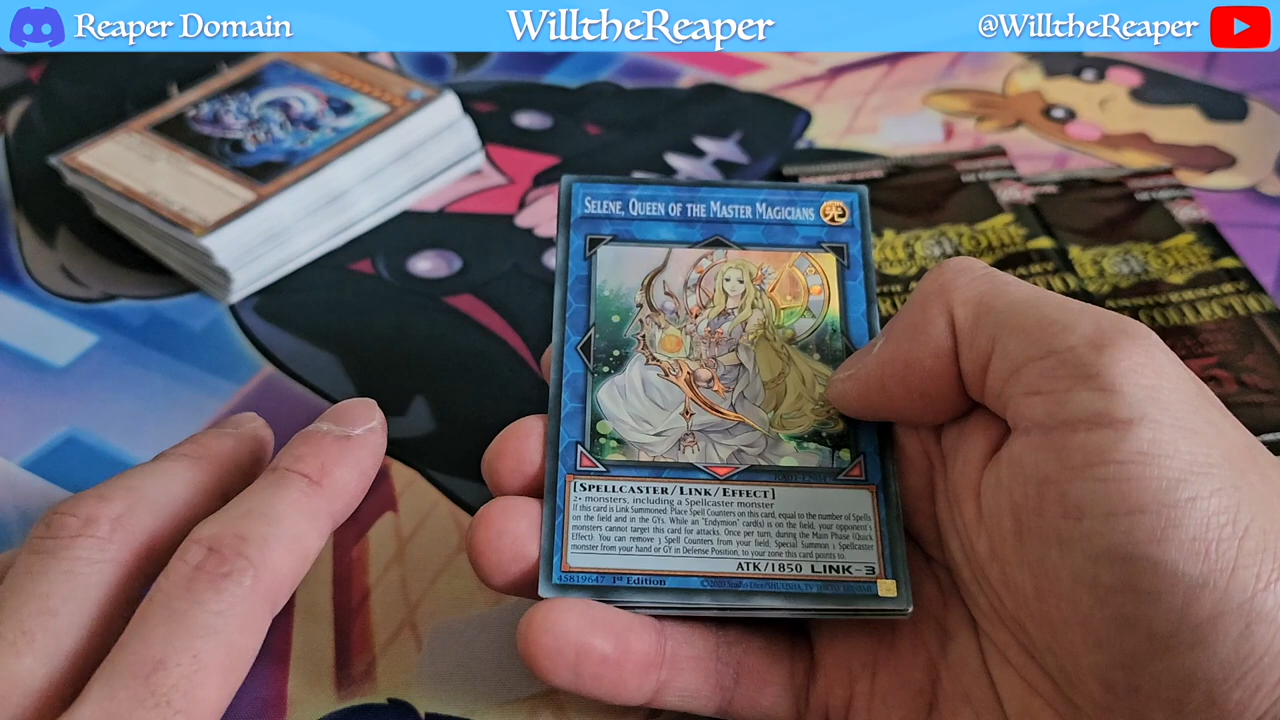 Reaper Domain
WilltheReaper
@WilltheReaper
SELENE, QUEEN OF THE MASTER MAGICIANS
[SPELLCASTER/LINK/EFFECT]
2+ monsters, including a Spellcaster monster
If this card is Link Summoned: Place Spell Counters on this card, equal to the number of Spells
on the field and in the GYs. While an "Endymion" card(s) is on the field, your opponent's
monsters cannot target this card for attacks. Once per turn, during the Main Phase (Quick
Effect): You can remove 3 Spell Counters from your field; Special Summon 1 Spellcaster
monster from your hand or GY in Defense Position, to your zone this card points to.
ATK/1850 LINK-3
45819647 1st Edition